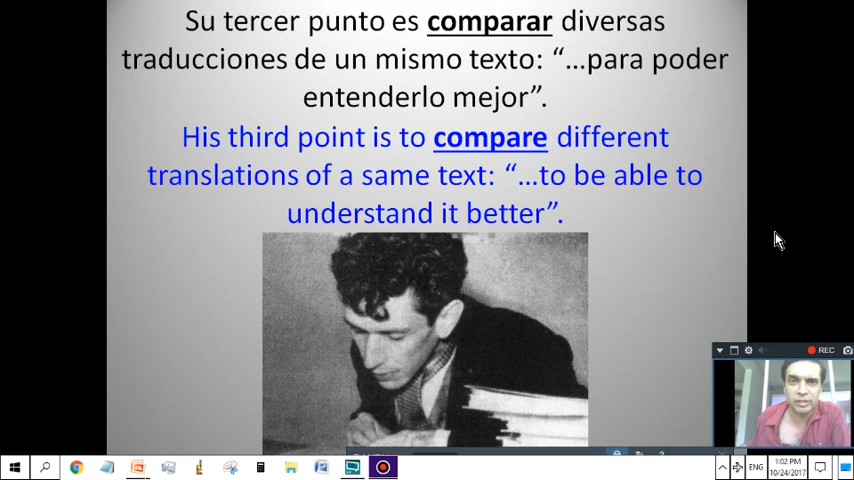 Su tercer punto es comparar diversas
traducciones de un mismo texto: “...para poder
entenderlo mejor”.
His third point is to compare different
translations of a same text: “...to be able to
understand it better”.
REC
ENG
1:02 PM
10/24/2017